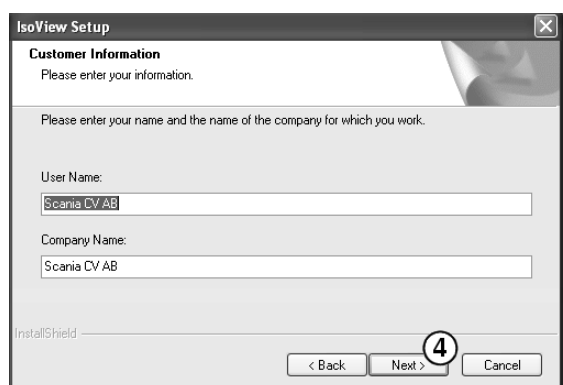 IsoView Setup
Customer Information
Please enter your information.
Please enter your name and the name of the company for which you work.
User Name:
Scania CV AB
Company Name:
Scania CV AB
InstallShield
< Back Next > 4 Cancel